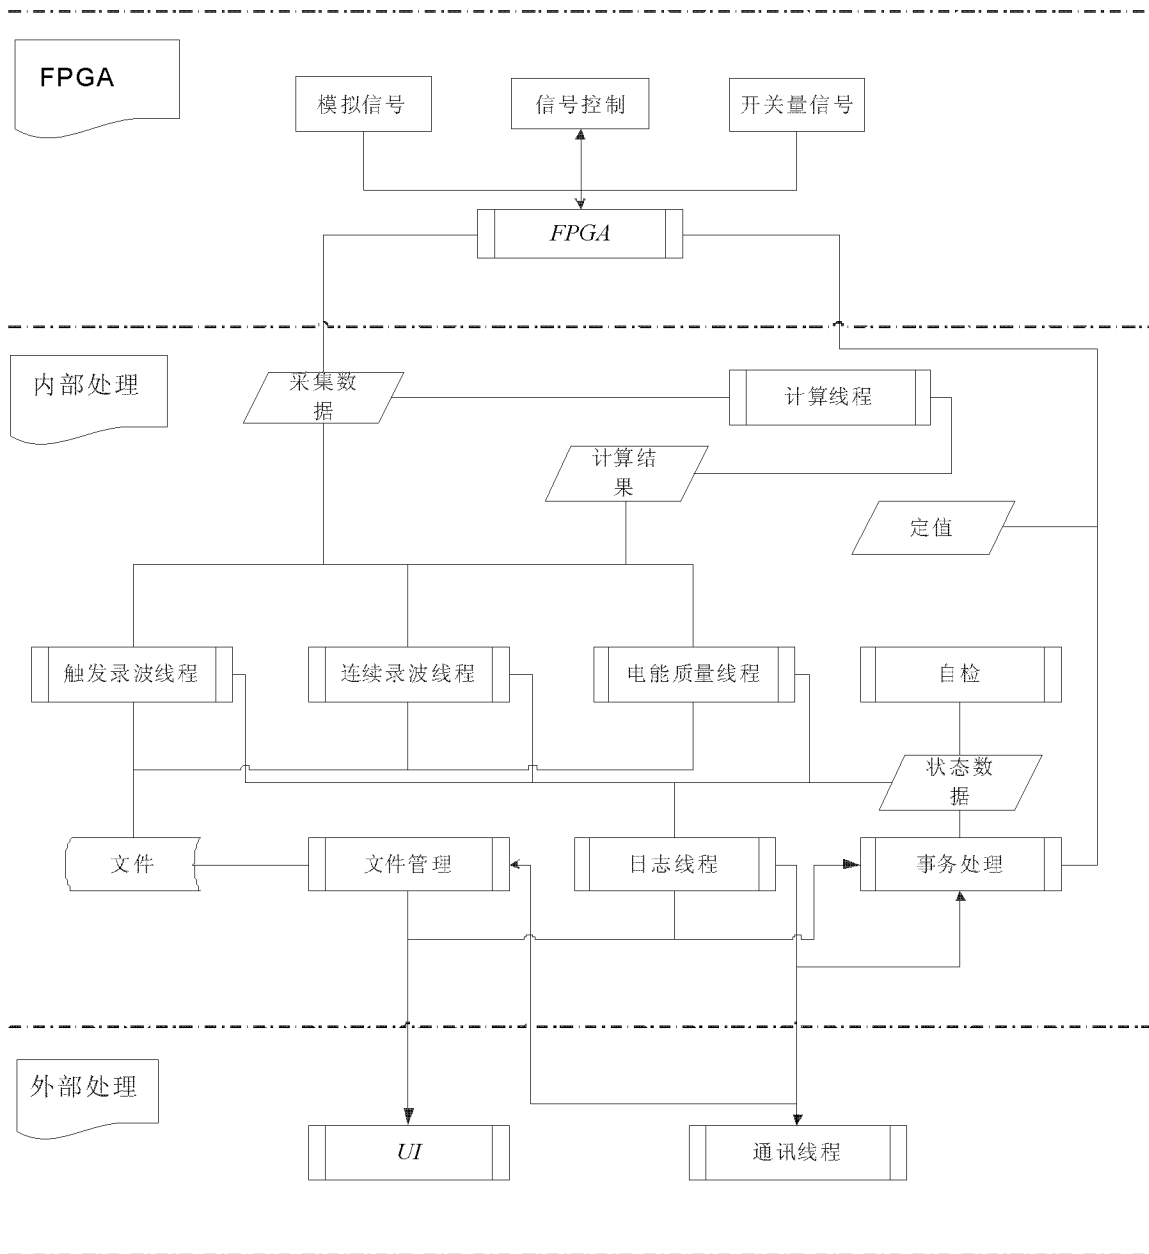 FPGA
模拟信号
信号控制
开关量信号
FPGA
内部处理
采集数
据
计算线程
计算结
果
定值
触发录波线程
连续录波线程
电能质量线程
自检
状态数
据
文件
文件管理
日志线程
事务处理
外部处理
UI
通讯线程